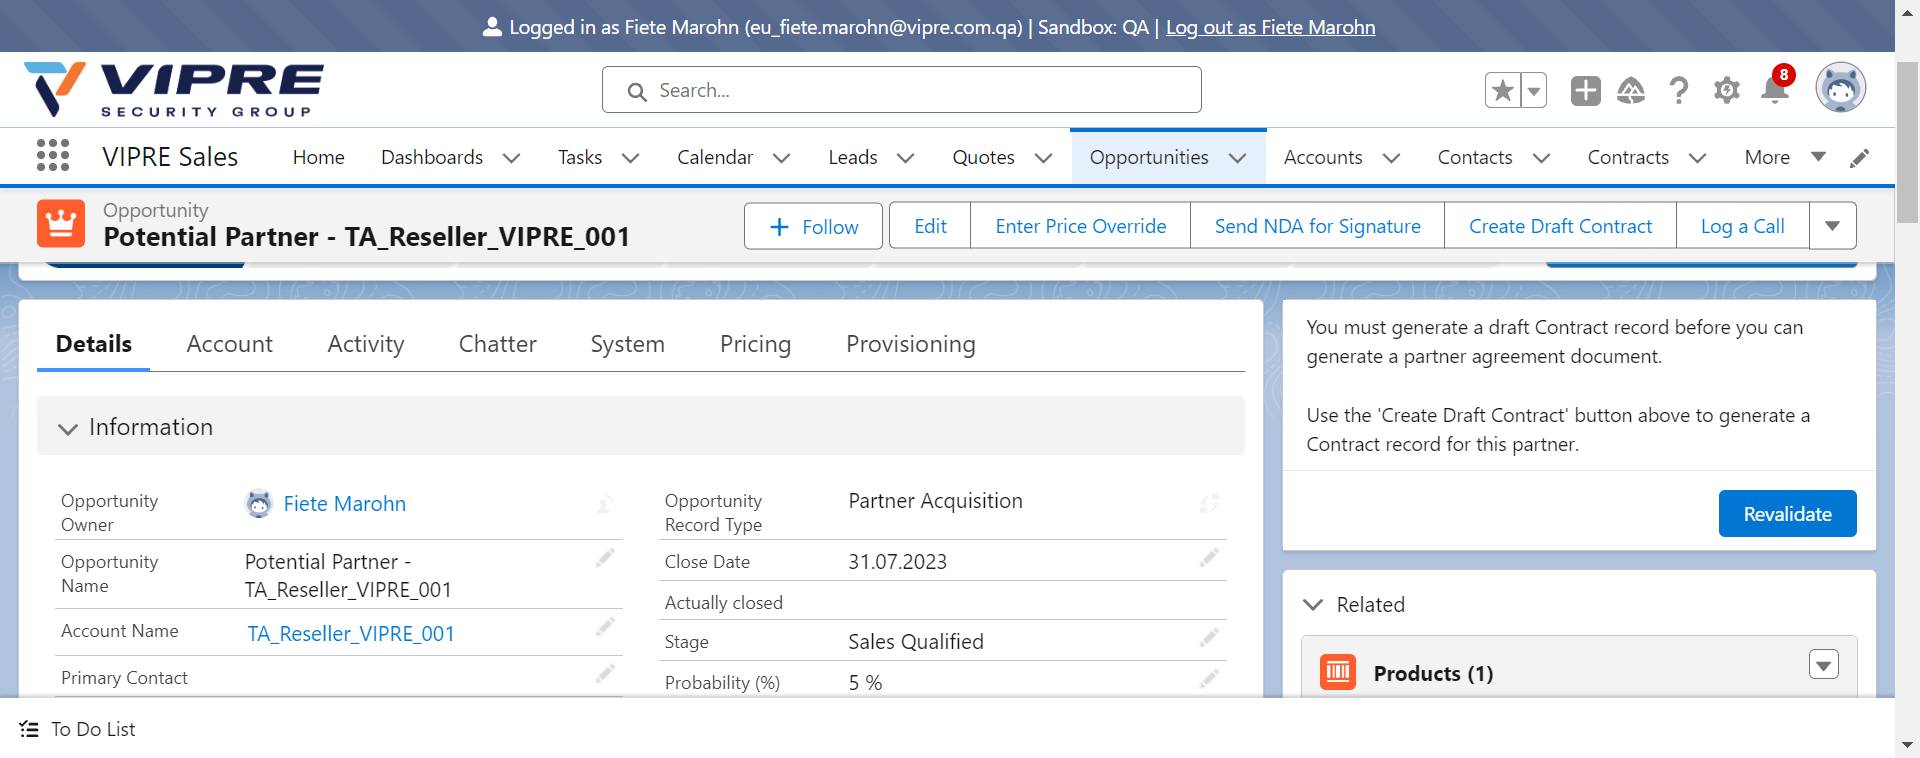 Logged in as Fiete Marohn (eu_fiete.marohn@vipre.com.qa) | Sandbox: QA | Log out as Fiete Marohn
VIPRE
SECURITY GROUP
Search...
8
VIPRE Sales
Home
Dashboards
Tasks
Calendar
Leads
Quotes
Opportunities
Accounts
Contacts
Contracts
More
Opportunity
Potential Partner - TA_Reseller_VIPRE_001
Follow
Edit
Enter Price Override
Send NDA for Signature
Create Draft Contract
Log a Call
Details
Account
Activity
Chatter
System
Pricing
Provisioning
Information
Opportunity
Owner
Fiete Marohn
Opportunity
Name
Potential Partner -
TA_Reseller_VIPRE_001
Account Name
TA_Reseller_VIPRE_001
Primary Contact
Opportunity
Record Type
Partner Acquisition
Close Date
31.07.2023
Actually closed
Stage
Sales Qualified
Probability (%)
5 %
You must generate a draft Contract record before you can
generate a partner agreement document.
Use the 'Create Draft Contract' button above to generate a
Contract record for this partner.
Revalidate
Related
Products (1)
To Do List